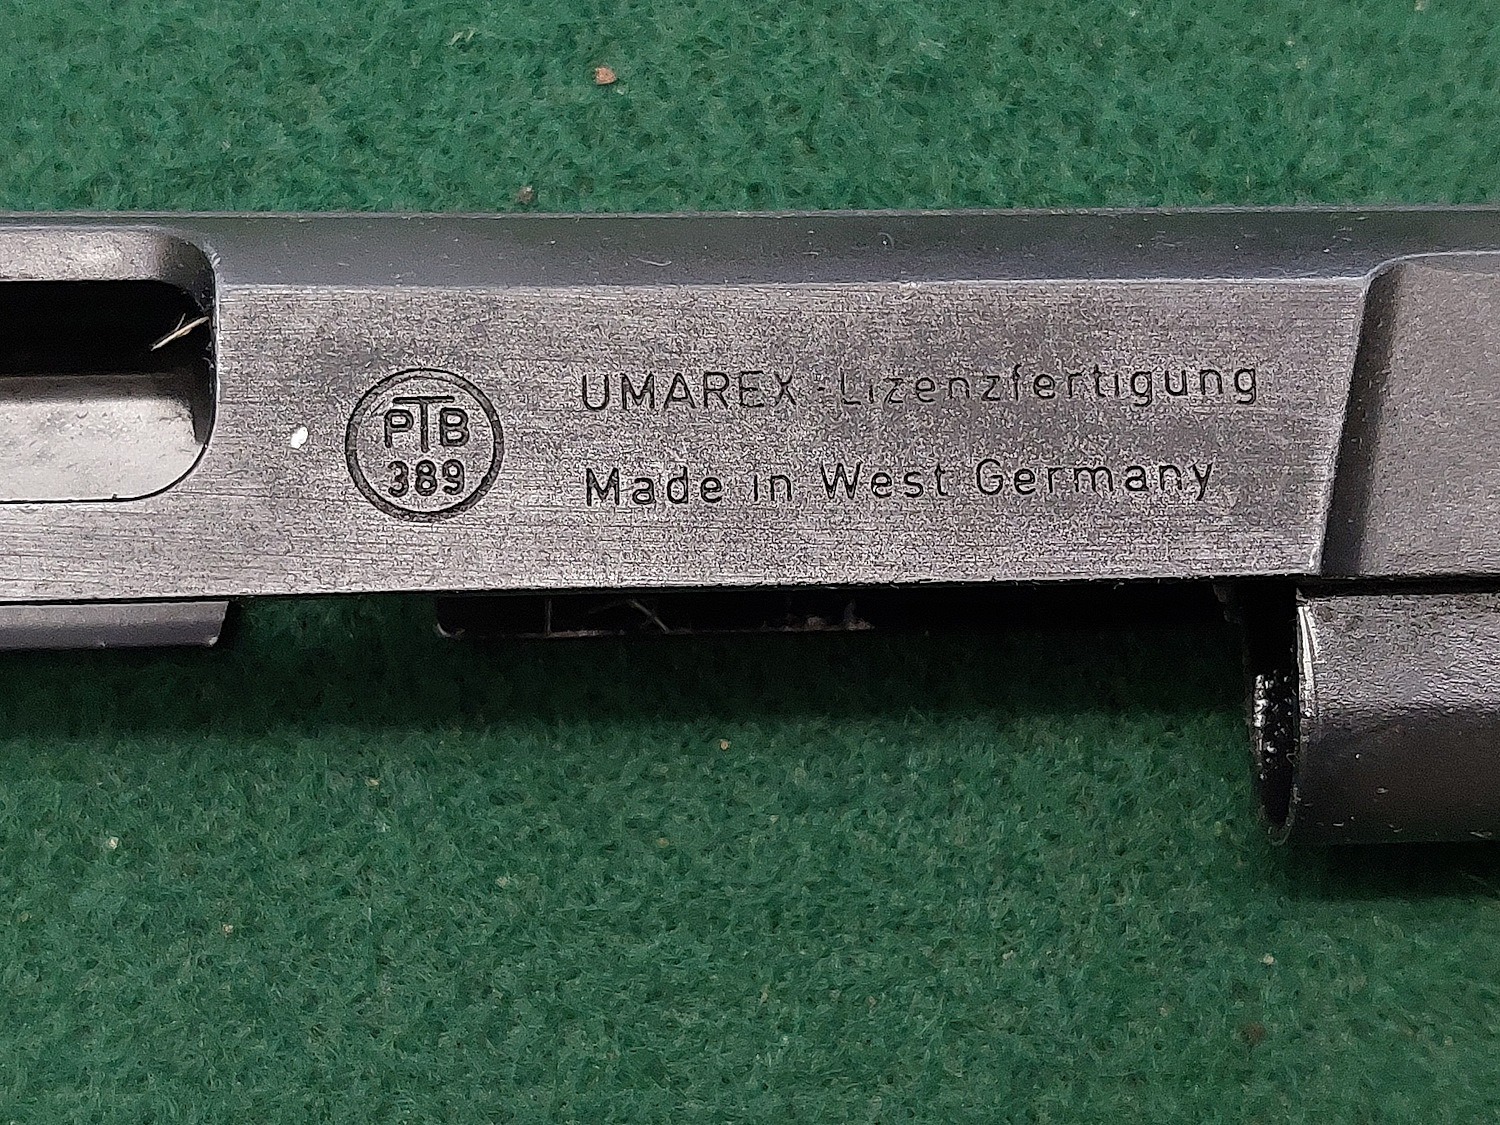 PTB
389
UMAREX - Lizenzfertigung
Made in West Germany